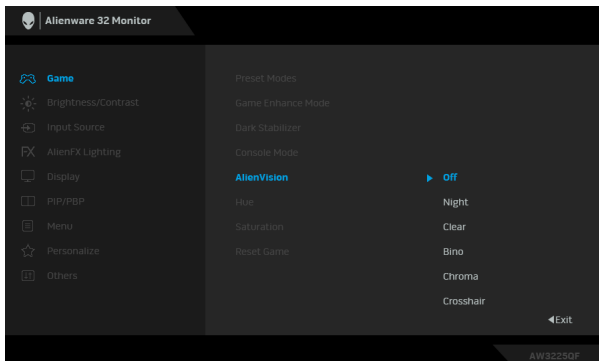 Alienware 32 Monitor
Game
Brightness/Contrast
Input Source
FX AlienFX Lighting
Display
PIP/PBP
Menu
Personalize
Others
Preset Modes
Game Enhance Mode
Dark Stabilizer
Console Mode
AlienVision
Hue
Saturation
Reset Game
Off
Night
Clear
Bino
Chroma
Crosshair
Exit
AW3225QF